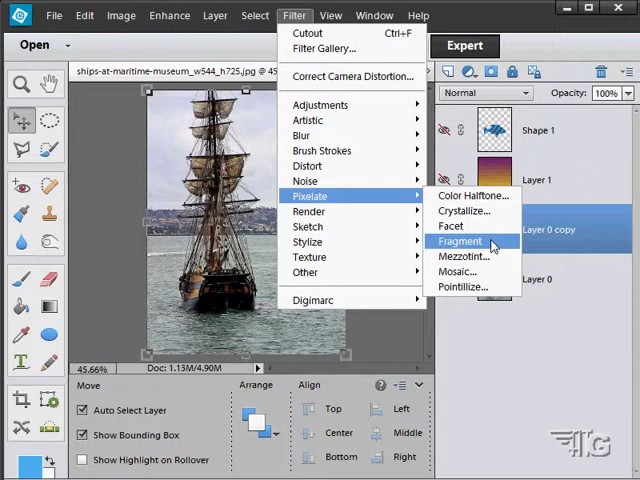 File Edit Image Enhance Layer Select Filter View Window Help
Open
Expert
ships-at-maritime-museum_w544_h725.jpg @ 45
Cutout Ctrl+F
Filter Gallery...
Correct Camera Distortion...
Adjustments
Artistic
Blur
Brush Strokes
Distort
Noise
Pixelate
Render
Sketch
Stylize
Texture
Other
Digimarc
Color Halftone...
Crystallize...
Facet
Fragment
Mezzotint...
Mosaic...
Pointillize...
Normal Opacity: 100%
Shape 1
Layer 1
Layer 0 copy
Layer 0
45.66% Doc: 1.13M/4.90M
Move
Auto Select Layer
Show Bounding Box
Show Highlight on Rollover
Arrange
Align
Top Left
Center Middle
Bottom Right